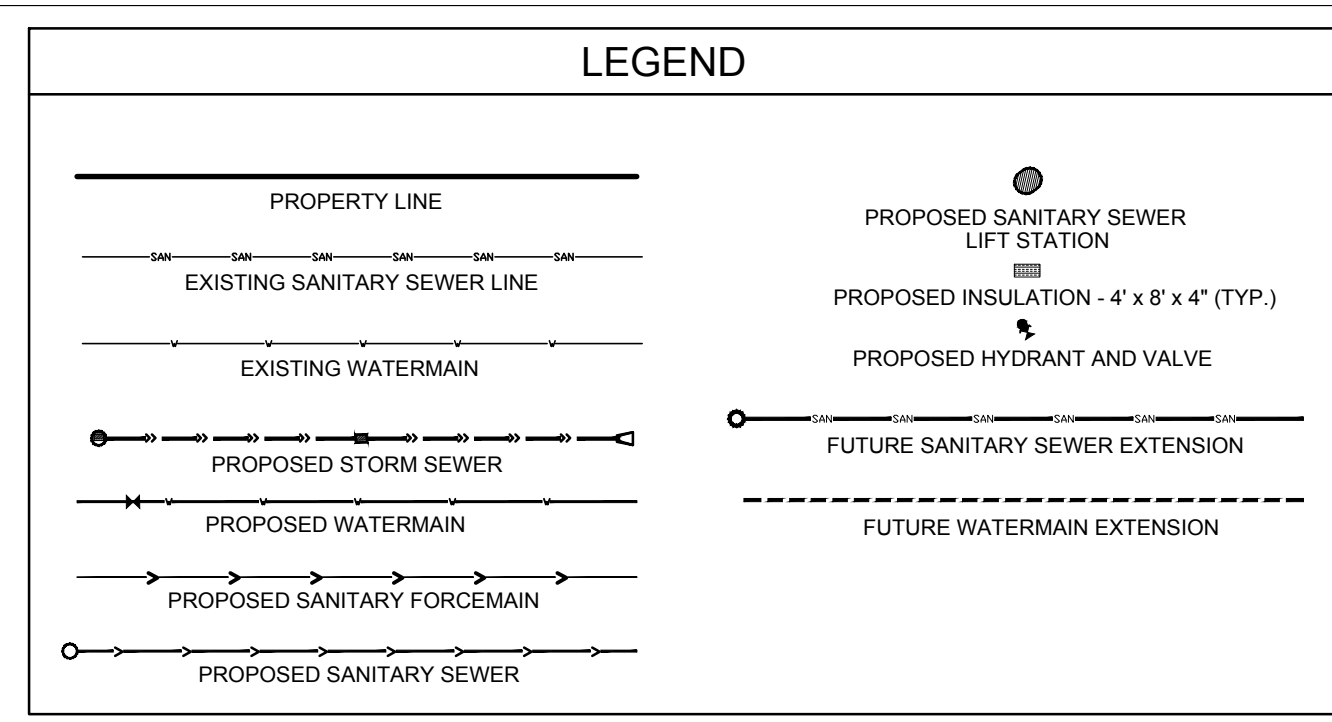 LEGEND
PROPERTY LINE
SAN SAN SAN SAN SAN SAN
EXISTING SANITARY SEWER LINE
W W W W W
EXISTING WATERMAIN
PROPOSED STORM SEWER
W W W W W
PROPOSED WATERMAIN
PROPOSED SANITARY FORCEMAIN
PROPOSED SANITARY SEWER
PROPOSED SANITARY SEWER
LIFT STATION
PROPOSED INSULATION - 4' x 8' x 4" (TYP.)
PROPOSED HYDRANT AND VALVE
SAN SAN SAN SAN SAN SAN
FUTURE SANITARY SEWER EXTENSION
FUTURE WATERMAIN EXTENSION